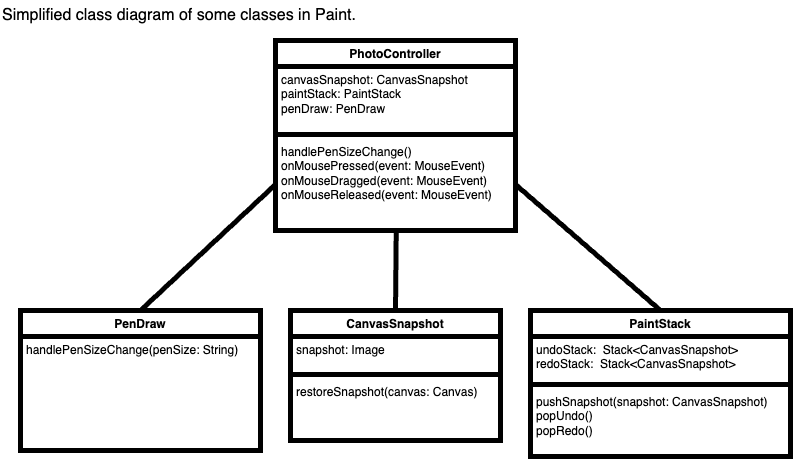 Simplified class diagram of some classes in Paint.
PhotoController
canvasSnapshot: CanvasSnapshot
paintStack: PaintStack
penDraw: PenDraw
handlePenSizeChange()
onMousePressed(event: MouseEvent)
onMouseDragged(event: MouseEvent)
onMouseReleased(event: MouseEvent)
PenDraw
handlePenSizeChange(penSize: String)
CanvasSnapshot
snapshot: Image
restoreSnapshot(canvas: Canvas)
PaintStack
undoStack: Stack<CanvasSnapshot>
redoStack: Stack<CanvasSnapshot>
pushSnapshot(snapshot: CanvasSnapshot)
popUndo()
popRedo()